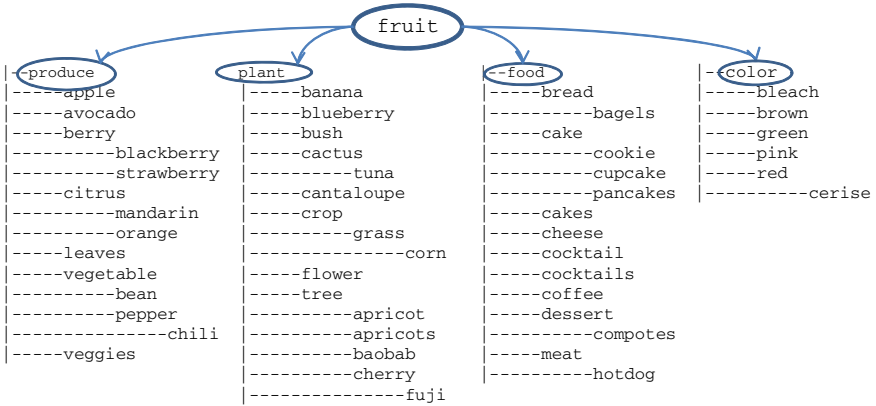 fruit
|--produce
|-----apple
|-----avocado
|-----berry
|----------blackberry
|----------strawberry
|-----citrus
|----------mandarin
|----------orange
|-----leaves
|-----vegetable
|----------bean
|----------pepper
|---------------chili
|-----veggies
plant
|-----banana
|-----blueberry
|-----bush
|-----cactus
|----------tuna
|-----cantaloupe
|-----crop
|----------grass
|---------------corn
|-----flower
|-----tree
|----------apricot
|----------apricots
|----------baobab
|----------cherry
|---------------fuji
|--food
|-----bread
|----------bagels
|-----cake
|----------cookie
|----------cupcake
|----------pancakes
|-----cakes
|-----cheese
|-----cocktail
|-----cocktails
|-----coffee
|-----dessert
|----------compotes
|-----meat
|----------hotdog
|--color
|-----bleach
|-----brown
|-----green
|-----pink
|-----red
|----------cerise